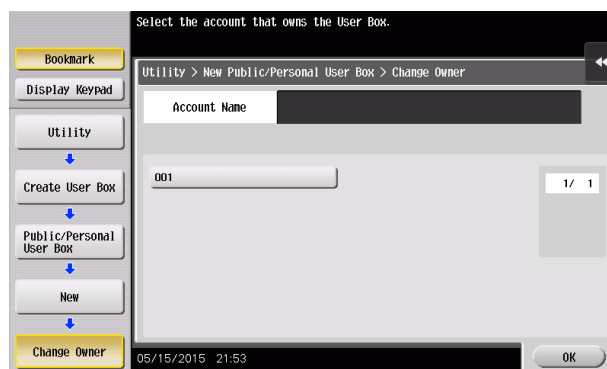 Select the account that owns the User Box.
Bookmark
Display Keypad
Utility
Create User Box
Public/Personal
User Box
New
Change Owner
Utility > New Public/Personal User Box > Change Owner
Account Name
001
1/ 1
05/15/2015 21:53
OK